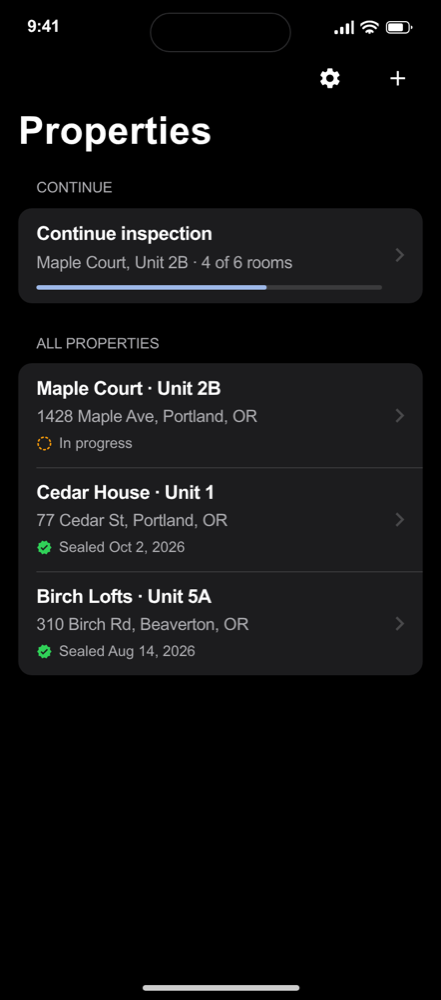 9:41
Properties
CONTINUE
Continue inspection
Maple Court, Unit 2B · 4 of 6 rooms
ALL PROPERTIES
Maple Court · Unit 2B
1428 Maple Ave, Portland, OR
In progress
Cedar House · Unit 1
77 Cedar St, Portland, OR
Sealed Oct 2, 2026
Birch Lofts · Unit 5A
310 Birch Rd, Beaverton, OR
Sealed Aug 14, 2026